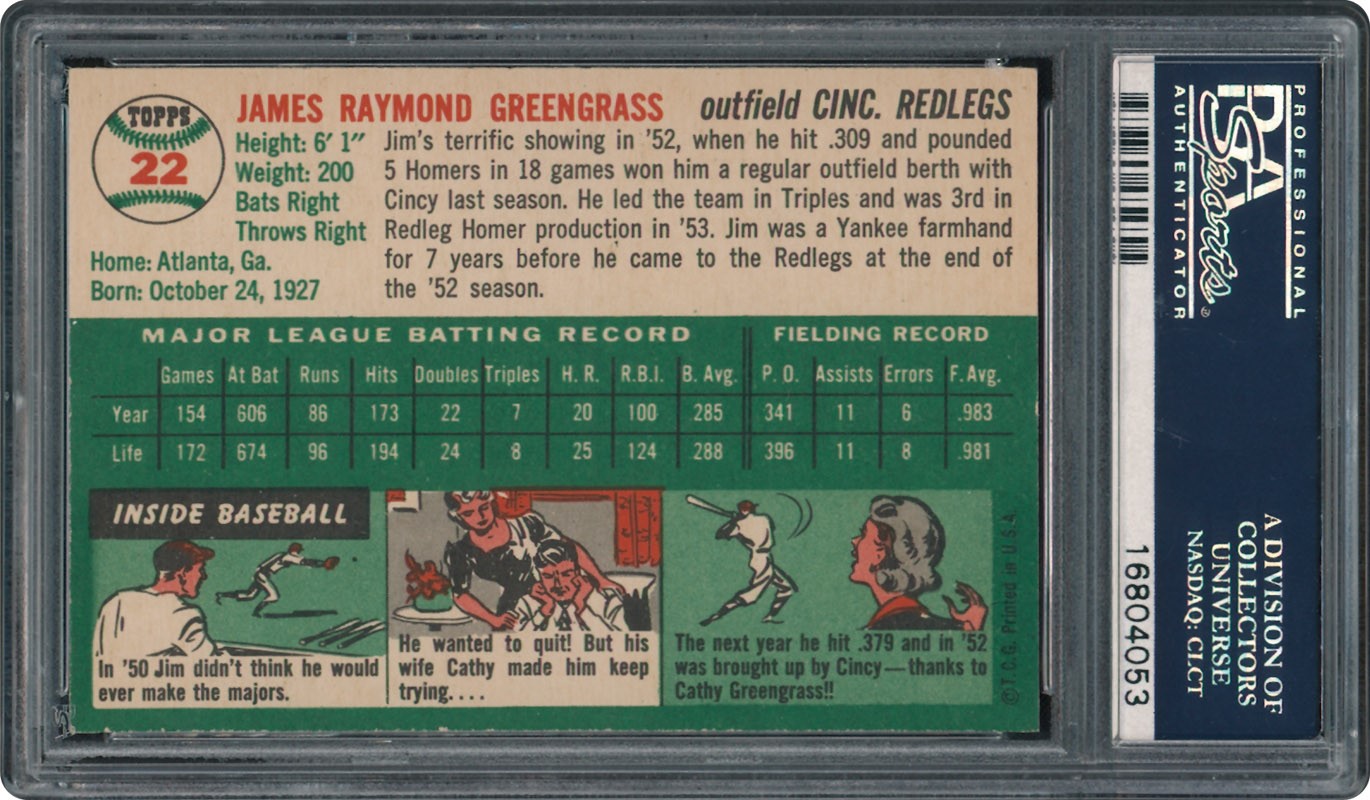 TOPPS
22
JAMES RAYMOND GREENGRASS outfield CINC. REDLEGS
Height: 6' 1"
Weight: 200
Bats Right
Throws Right
Home: Atlanta, Ga.
Born: October 24, 1927
Jim's terrific showing in '52, when he hit .309 and pounded
5 Homers in 18 games won him a regular outfield berth with
Cincy last season. He led the team in Triples and was 3rd in
Redleg Homer production in '53. Jim was a Yankee farmhand
for 7 years before he came to the Redlegs at the end of
the '52 season.
MAJOR LEAGUE BATTING RECORD FIELDING RECORD
Games At Bat Runs Hits Doubles Triples H. R. R.B.I. B. Avg. P. O. Assists Errors F. Avg.
Year 154 606 86 173 22 7 20 100 .285 341 11 6 .983
Life 172 674 96 194 24 8 25 124 .288 396 11 8 .981
INSIDE BASEBALL
In '50 Jim didn't think he would
ever make the majors.
He wanted to quit! But his
wife Cathy made him keep
trying....
The next year he hit .379 and in '52
was brought up by Cincy—thanks to
Cathy Greengrass!!
©T.C.G. Printed in U.S.A.
PROFESSIONAL
PSA
Sports®
AUTHENTICATOR
A DIVISION OF
COLLECTORS
UNIVERSE
NASDAQ: CLCT
16804053